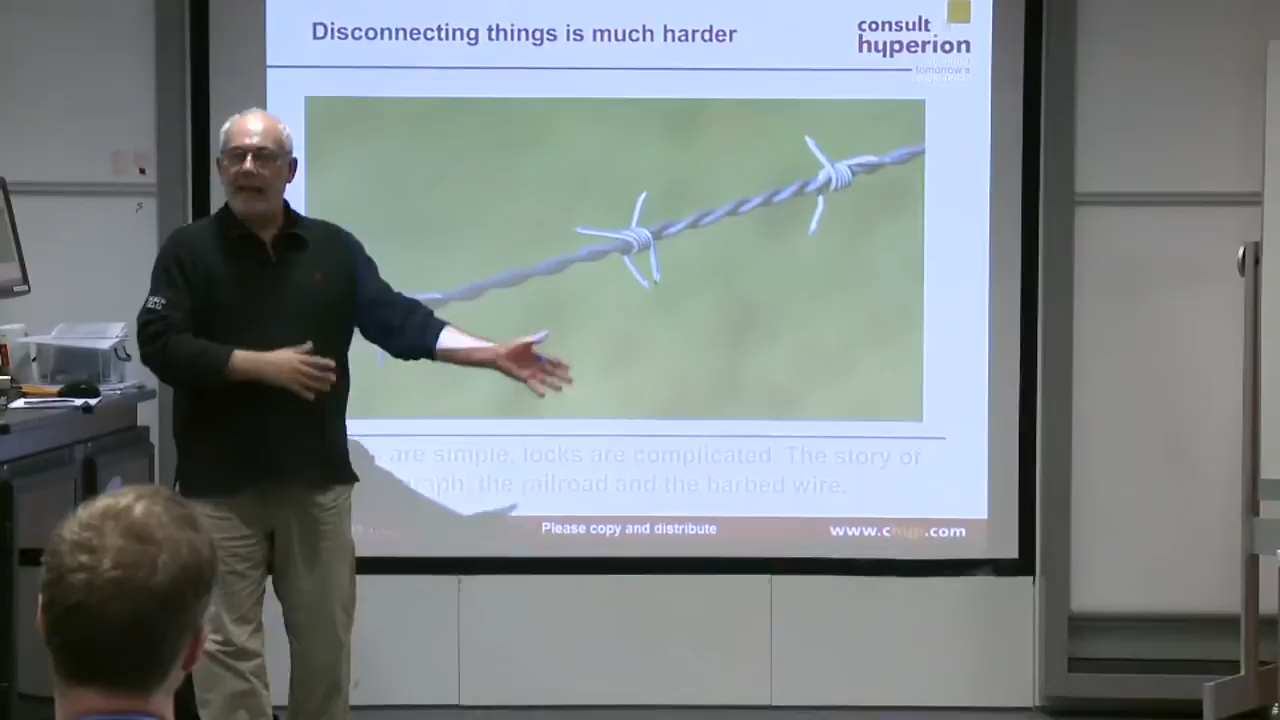 Disconnecting things is much harder
consult
hyperion
tomorrow's
are simple, locks are complicated. The story of
the railroad and the barbed wire.
Please copy and distribute
www.chyp.com